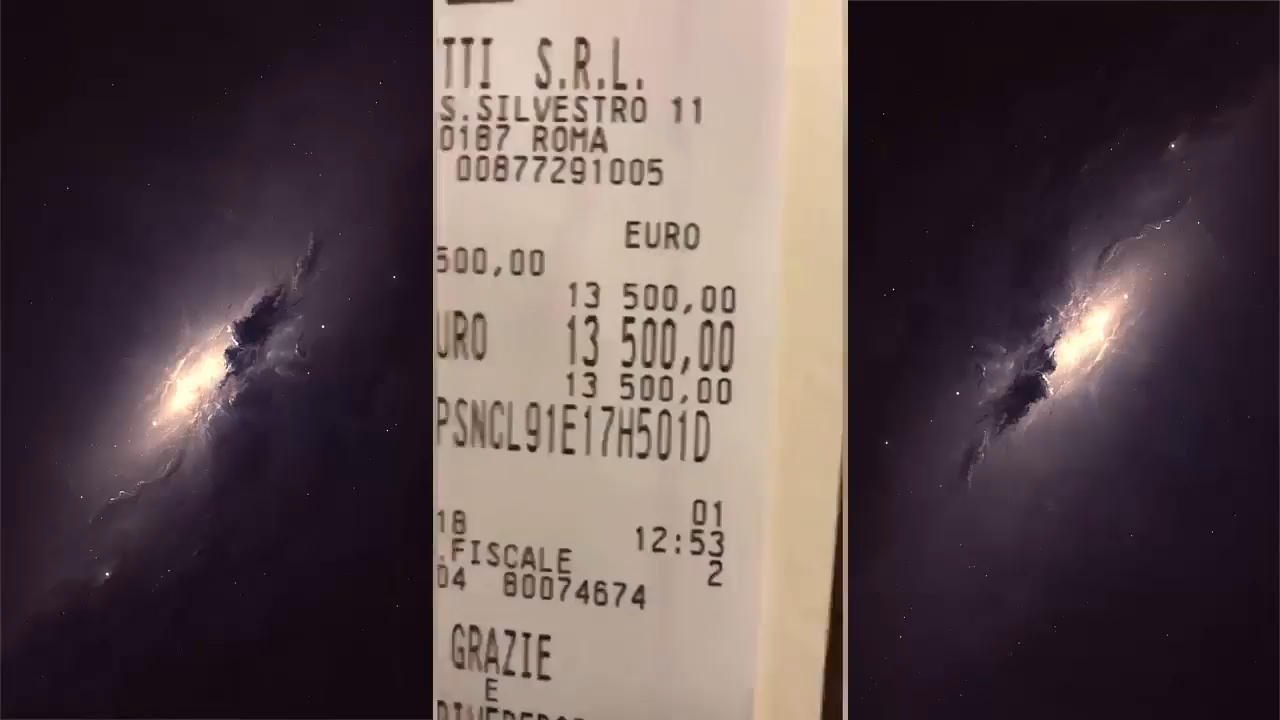 TTI S.R.L.
S.SILVESTRO 11
0187 ROMA
00877291005
EURO
500,00
13 500,00
URO 13 500,00
13 500,00
PSNCL91E17H501D
01
18 12:53
.FISCALE 2
04 80074674
GRAZIE
E